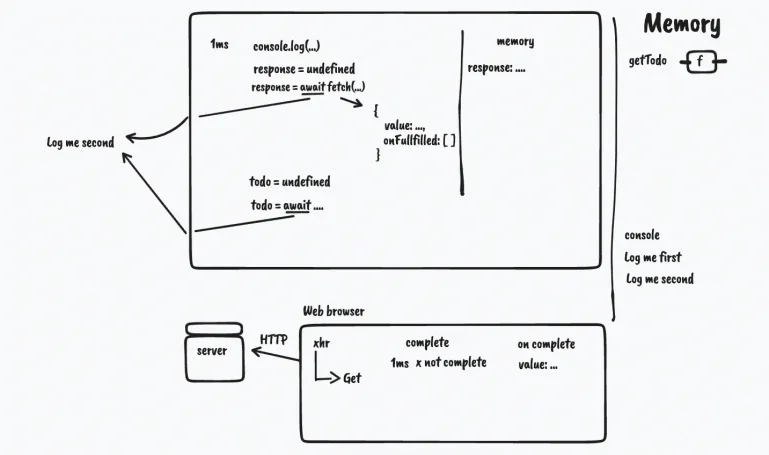 Memory
getTodo f
1ms console.log(...)
response = undefined
response = await fetch(...)
{
value: ...,
onFullfilled: [ ]
}
memory
response: ....
Log me second
todo = undefined
todo = await ....
console
Log me first
Log me second
Web browser
server
HTTP
xhr complete on complete
1ms x not complete value: ...
Get